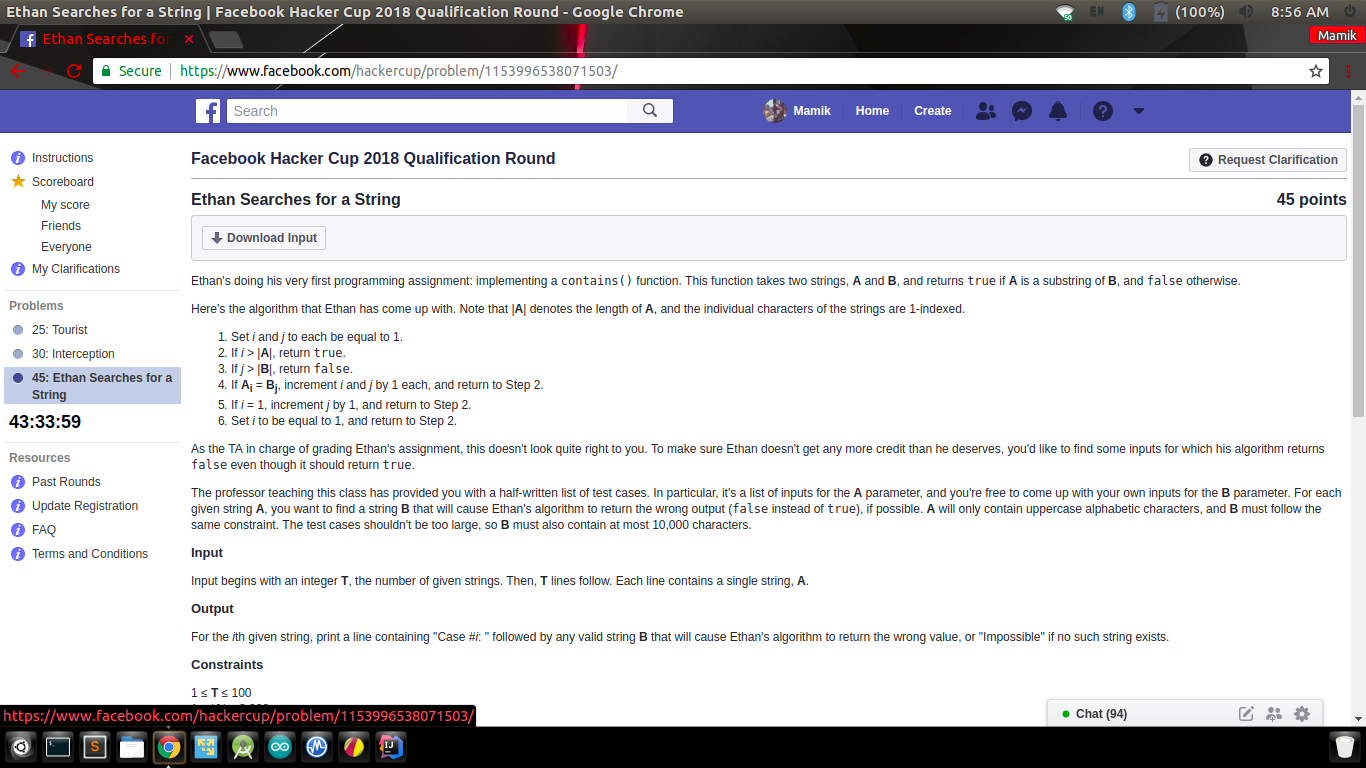 Ethan Searches for a String | Facebook Hacker Cup 2018 Qualification Round - Google Chrome
EN
(100%)
8:56 AM
Ethan Searches for
Mamik
Secure
https://www.facebook.com/hackercup/problem/1153996538071503/
Search
Mamik
Home
Create
Instructions
Scoreboard
My score
Friends
Everyone
My Clarifications
Problems
25: Tourist
30: Interception
45: Ethan Searches for a
String
43:33:59
Resources
Past Rounds
Update Registration
FAQ
Terms and Conditions
Facebook Hacker Cup 2018 Qualification Round
Request Clarification
Ethan Searches for a String
45 points
Download Input
Ethan's doing his very first programming assignment: implementing a contains() function. This function takes two strings, A and B, and returns true if A is a substring of B, and false otherwise.
Here's the algorithm that Ethan has come up with. Note that |A| denotes the length of A, and the individual characters of the strings are 1-indexed.
1. Set i and j to each be equal to 1.
2. If i > |A|, return true.
3. If j > |B|, return false.
4. If Ai = Bj, increment i and j by 1 each, and return to Step 2.
5. If i = 1, increment j by 1, and return to Step 2.
6. Set i to be equal to 1, and return to Step 2.
As the TA in charge of grading Ethan's assignment, this doesn't look quite right to you. To make sure Ethan doesn't get any more credit than he deserves, you'd like to find some inputs for which his algorithm returns
false even though it should return true.
The professor teaching this class has provided you with a half-written list of test cases. In particular, it's a list of inputs for the A parameter, and you're free to come up with your own inputs for the B parameter. For each
given string A, you want to find a string B that will cause Ethan's algorithm to return the wrong output (false instead of true), if possible. A will only contain uppercase alphabetic characters, and B must follow the
same constraint. The test cases shouldn't be too large, so B must also contain at most 10,000 characters.
Input
Input begins with an integer T, the number of given strings. Then, T lines follow. Each line contains a single string, A.
Output
For the ith given string, print a line containing "Case #i: " followed by any valid string B that will cause Ethan's algorithm to return the wrong value, or "Impossible" if no such string exists.
Constraints
1 ≤ T ≤ 100
https://www.facebook.com/hackercup/problem/1153996538071503/
Chat (94)